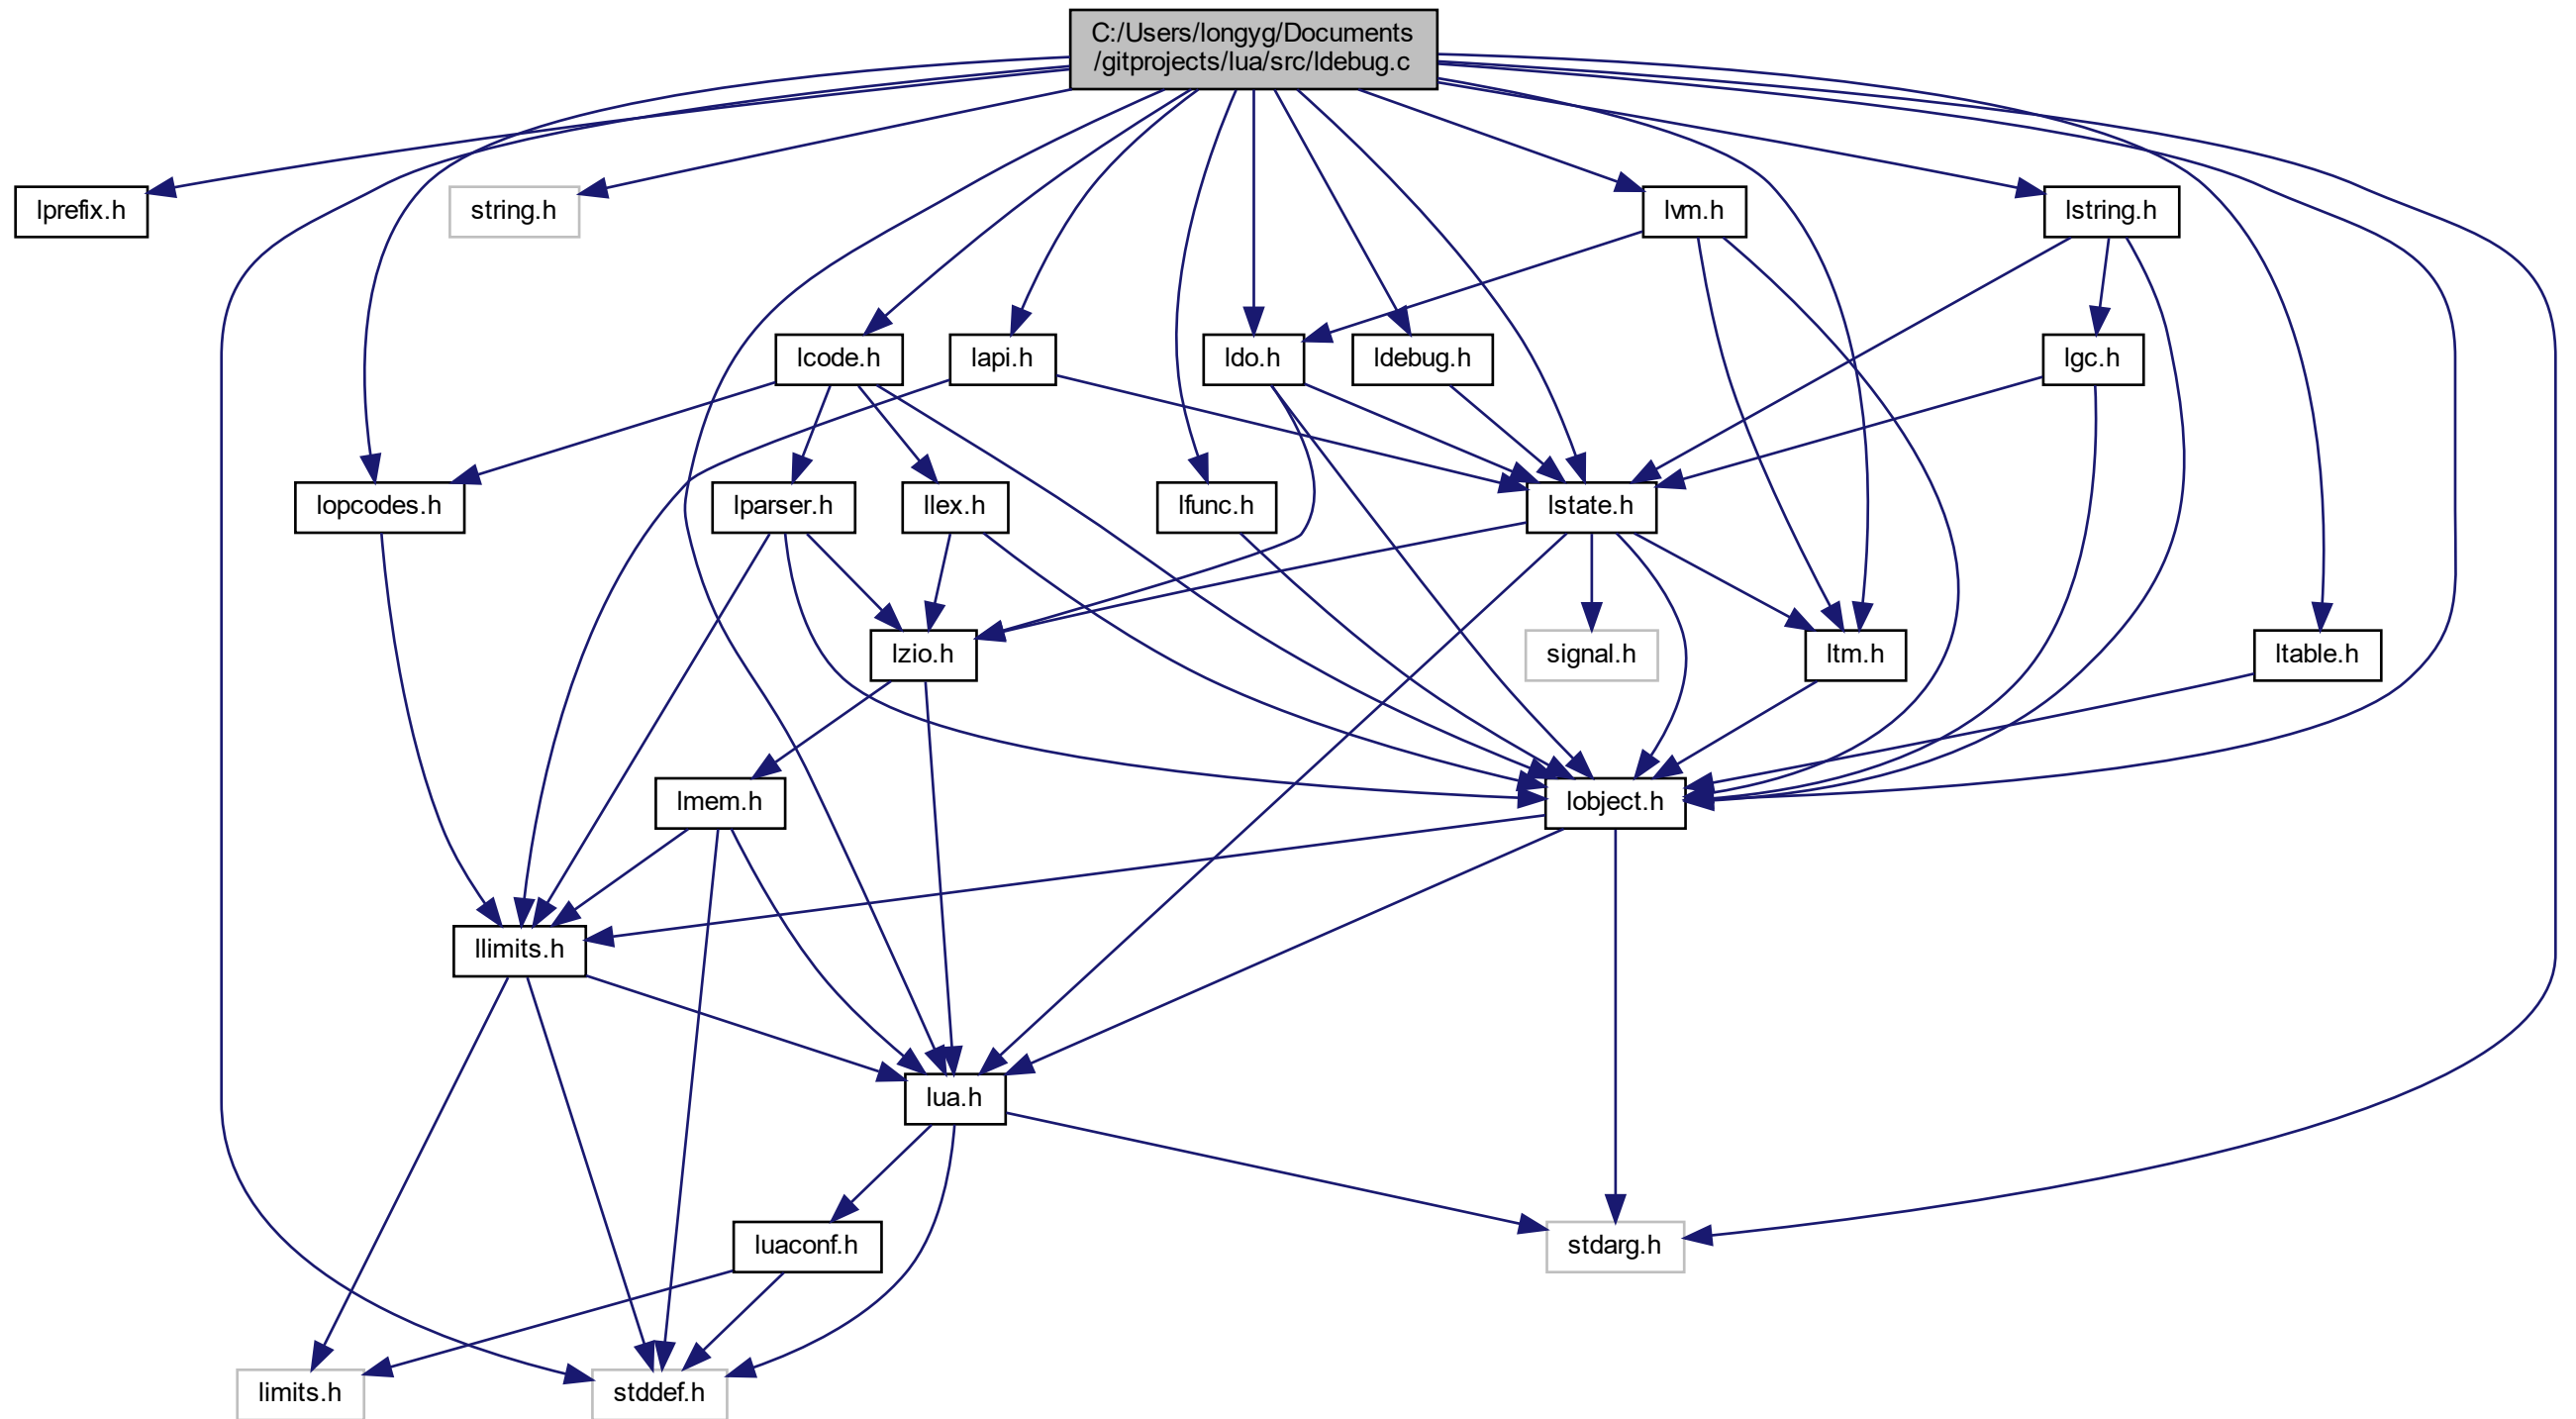 C:/Users/longyg/Documents
/gitprojects/lua/src/ldebug.c
lprefix.h
string.h
lvm.h
lstring.h
lcode.h
lapi.h
ldo.h
ldebug.h
lgc.h
lopcodes.h
lparser.h
llex.h
lfunc.h
lstate.h
lzio.h
signal.h
ltm.h
ltable.h
lmem.h
lobject.h
llimits.h
lua.h
luaconf.h
stdarg.h
limits.h
stddef.h